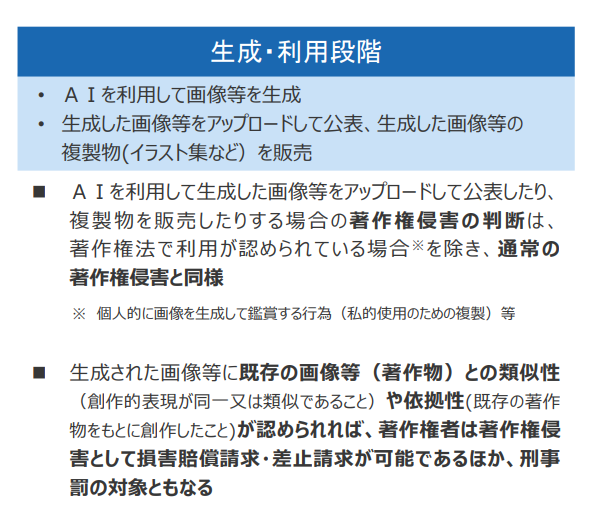 生成・利用段階
• ＡＩを利用して画像等を生成
• 生成した画像等をアップロードして公表、生成した画像等の
複製物(イラスト集など）を販売
■ ＡＩを利用して生成した画像等をアップロードして公表したり、
複製物を販売したりする場合の著作権侵害の判断は、
著作権法で利用が認められている場合※を除き、通常の
著作権侵害と同様
※ 個人的に画像を生成して鑑賞する行為（私的使用のための複製）等
■ 生成された画像等に既存の画像等（著作物）との類似性
（創作的表現が同一又は類似であること）や依拠性(既存の著作
物をもとに創作したこと)が認められれば、著作権者は著作権侵
害として損害賠償請求・差止請求が可能であるほか、刑事
罰の対象ともなる